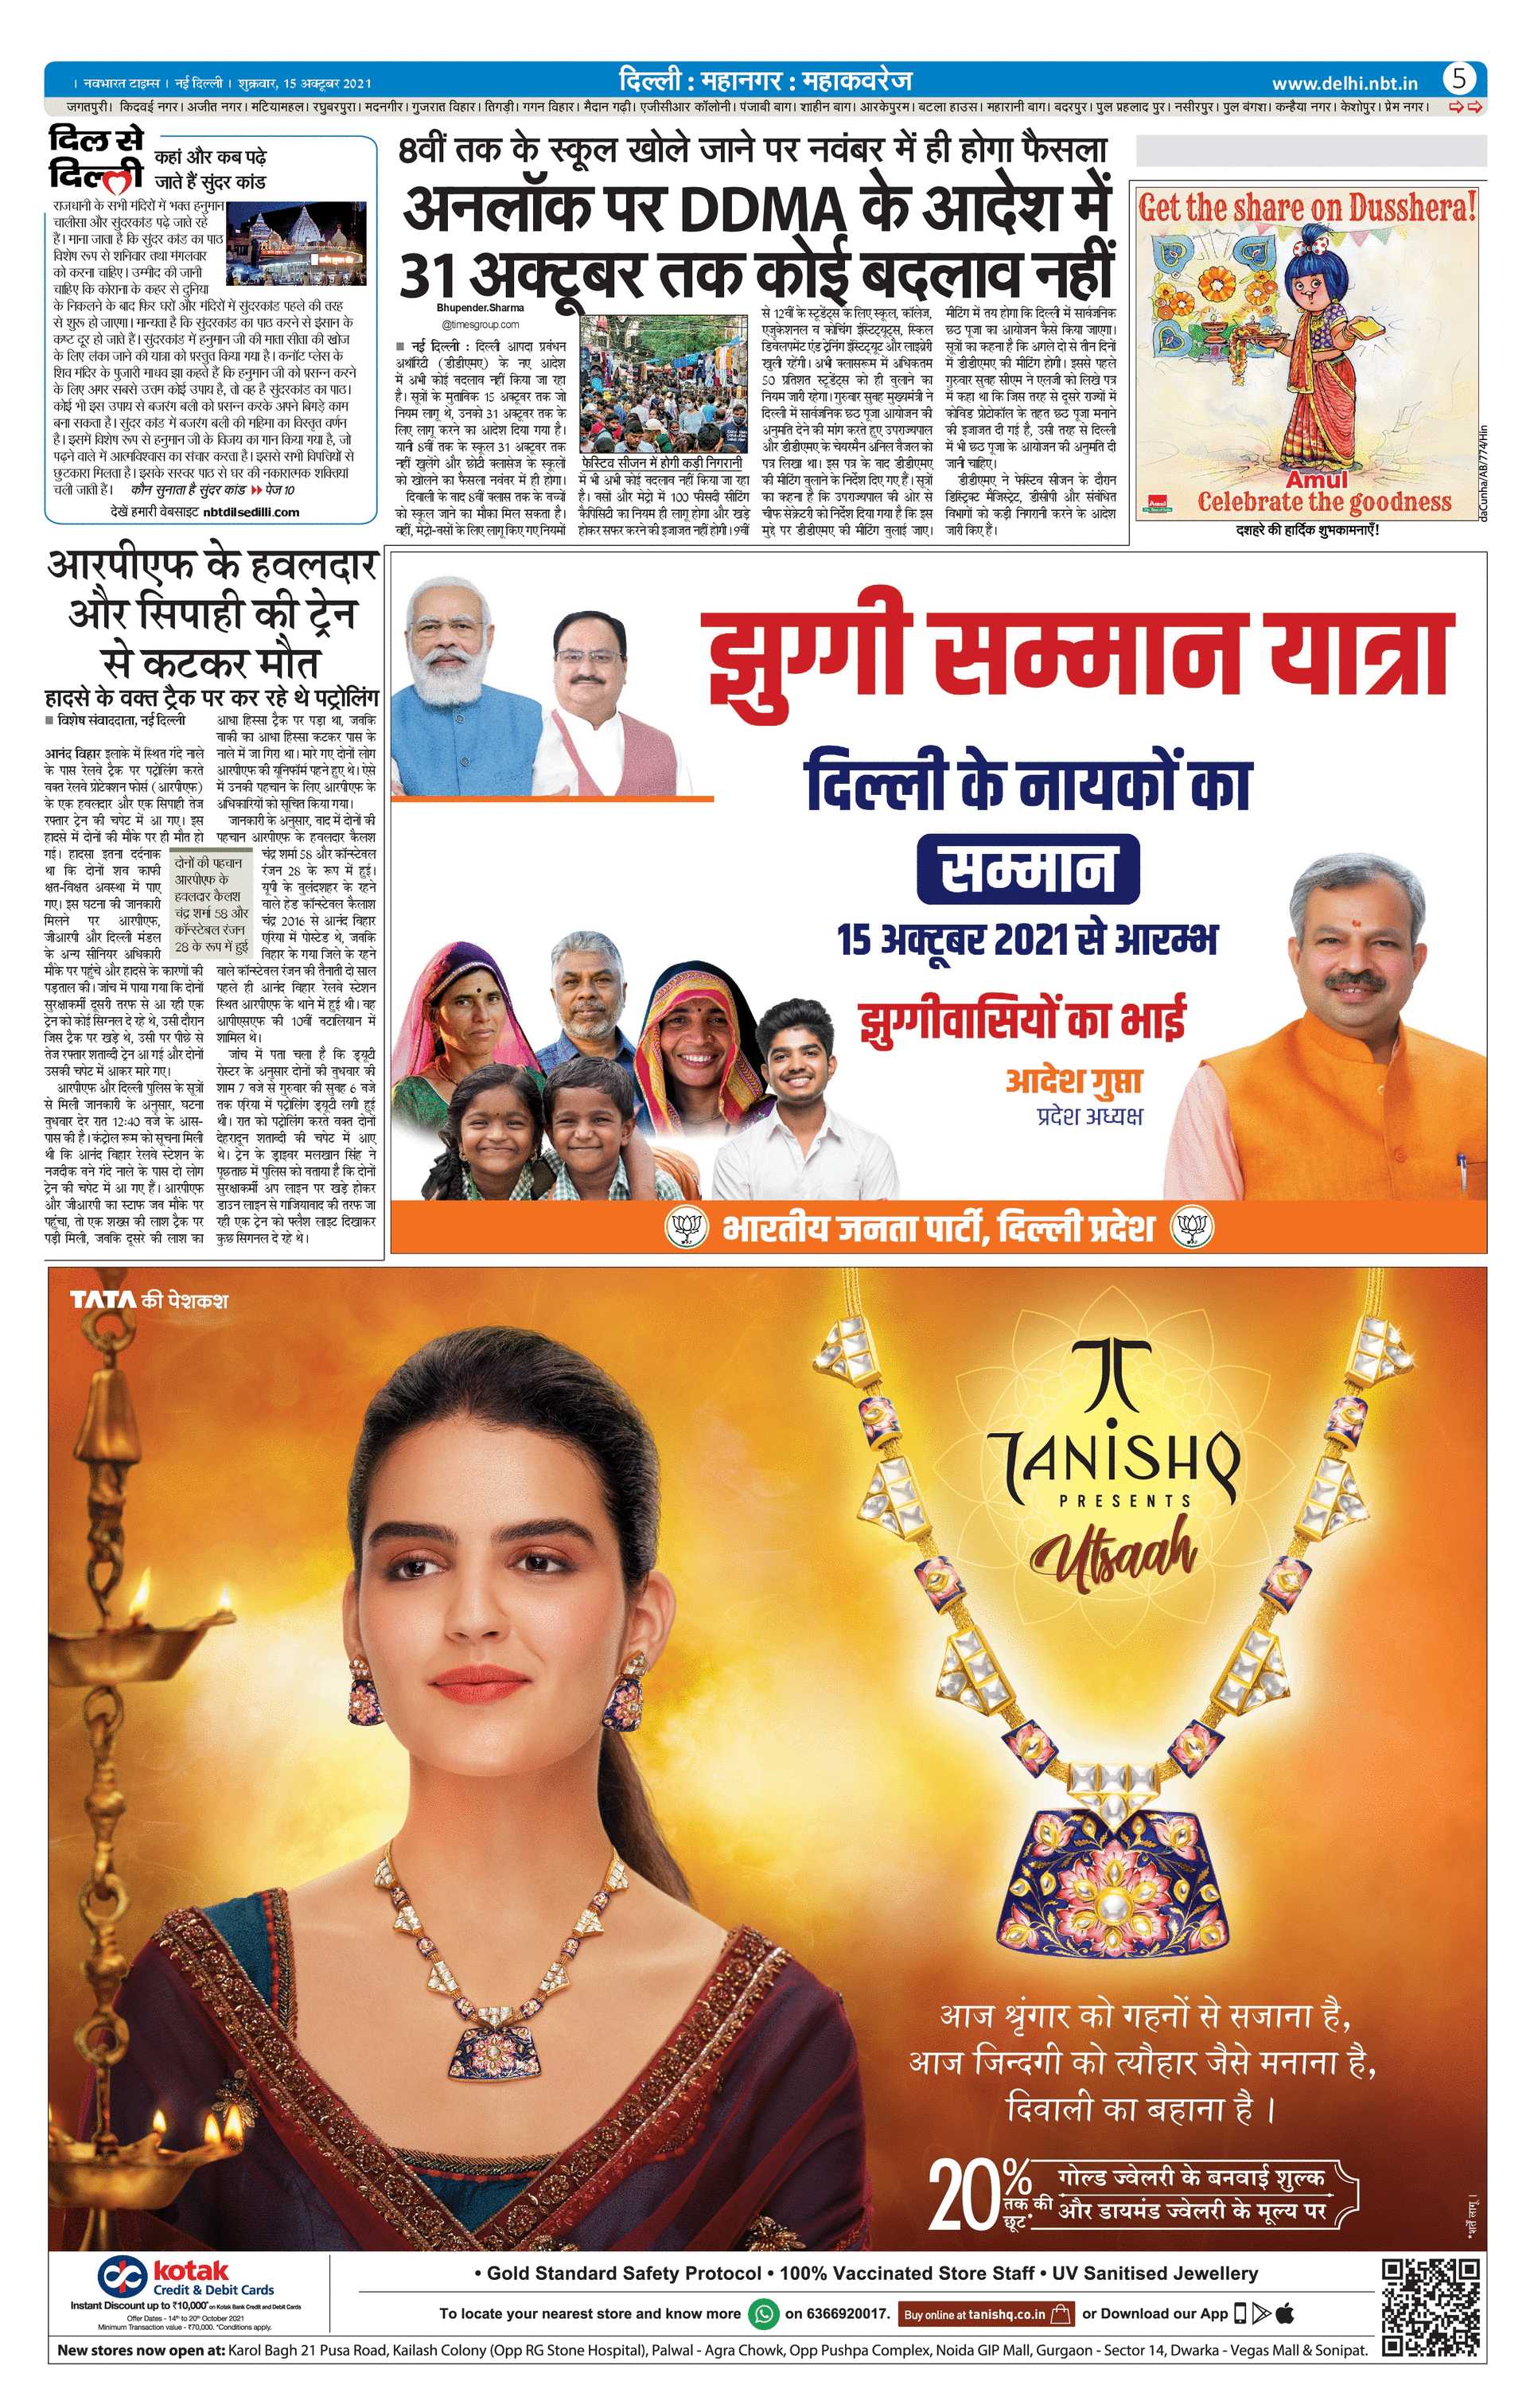 । नवभारत टाइम्स । नई दिल्ली । शुक्रवार, 15 अक्टूबर 2021
दिल्ली : महानगर : महाकवरेज
www.delhi.nbt.in
5
जगतपुरी। किदवई नगर। अजीत नगर। मटियामहल। रघुबरपुरा। मदनगीर। गुजरात विहार। तिगड़ी। गगन विहार। मैदान गढ़ी। एजीसीआर कॉलोनी। पंजाबी बाग। शाहीन बाग। आरकेपुरम। बटला हाउस। महारानी बाग। बदरपुर। पुल प्रहलाद पुर। नसीरपुर। पुल बंगश। कन्हैया नगर। केशोपुर। प्रेम नगर।
दिल से
दिल्ली
कहां और कब पढ़े
जाते हैं सुंदर कांड
राजधानी के सभी मंदिरों में भक्त हनुमान
चालीसा और सुंदरकांड पढ़े जाते रहे
हैं। माना जाता है कि सुंदर कांड का पाठ
विशेष रूप से शनिवार तथा मंगलवार
को करना चाहिए। उम्मीद की जानी
चाहिए कि कोराना के कहर से दुनिया
के निकलने के बाद फिर घरों और मंदिरों में सुंदरकांड पहले की तरह
से शुरू हो जाएगा। मान्यता है कि सुंदरकांड का पाठ करने से इंसान के
कष्ट दूर हो जाते हैं। सुंदरकांड में हनुमान जी की माता सीता की खोज
के लिए लंका जाने की यात्रा को प्रस्तुत किया गया है। कनॉट प्लेस के
शिव मंदिर के पुजारी माधव झा कहते हैं कि हनुमान जी को प्रसन्न करने
के लिए अगर सबसे उत्तम कोई उपाय है, तो वह है सुंदरकांड का पाठ।
कोई भी इस उपाय से बजरंग बली को प्रसन्न करके अपने बिगड़े काम
बना सकता है। सुंदर कांड में बजरंग बली की महिमा का विस्तृत वर्णन
है। इसमें विशेष रूप से हनुमान जी के विजय का गान किया गया है, जो
पढ़ने वाले में आत्मविश्वास का संचार करता है। इससे सभी विपत्तियों से
छुटकारा मिलता है। इसके सस्वर पाठ से घर की नकारात्मक शक्तियां
चली जाती हैं। कौन सुनाता है सुंदर कांड पेज 10
देखें हमारी वेबसाइट nbtdilsedilli.com
8वीं तक के स्कूल खोले जाने पर नवंबर में ही होगा फैसला
अनलॉक पर DDMA के आदेश में
31 अक्टूबर तक कोई बदलाव नहीं
Bhupender.Sharma
@timesgroup.com
■ नई दिल्ली : दिल्ली आपदा प्रबंधन
अथॉरिटी (डीडीएमए) के नए आदेश
में अभी कोई बदलाव नहीं किया जा रहा
है। सूत्रों के मुताबिक 15 अक्टूबर तक जो
नियम लागू थे, उनको 31 अक्टूबर तक के
लिए लागू करने का आदेश दिया गया है।
यानी 8वीं तक के स्कूल 31 अक्टूबर तक
नहीं खुलेंगे और छोटी क्लासेज के स्कूलों
को खोलने का फैसला नवंबर में ही होगा।
दिवाली के बाद 8वीं क्लास तक के बच्चों
को स्कूल जाने का मौका मिल सकता है।
वहीं, मेट्रो-बसों के लिए लागू किए गए नियमों
फेस्टिव सीजन में होगी कड़ी निगरानी
में भी अभी कोई बदलाव नहीं किया जा रहा
है। बसों और मेट्रो में 100 फीसदी सीटिंग
कैपिसिटी का नियम ही लागू होगा और खड़े
होकर सफर करने की इजाजत नहीं होगी। 9वीं
से 12वीं के स्टूडेंट्स के लिए स्कूल, कॉलिज,
एजुकेशनल व कोचिंग इंस्टिट्यूट्स, स्किल
डिवेलपमेंट एंड ट्रेनिंग इंस्टिट्यूट और लाइब्रेरी
खुली रहेंगी। अभी क्लासरूम में अधिकतम
50 प्रतिशत स्टूडेंट्स को ही बुलाने का
नियम जारी रहेगा। गुरुवार सुबह मुख्यमंत्री ने
दिल्ली में सार्वजनिक छठ पूजा आयोजन की
अनुमति देने की मांग करते हुए उपराज्यपाल
और डीडीएमए के चेयरमैन अनिल बैजल को
पत्र लिखा था। इस पत्र के बाद डीडीएमए
की मीटिंग बुलाने के निर्देश दिए गए हैं। सूत्रों
का कहना है कि उपराज्यपाल की ओर से
चीफ सेक्रेटरी को निर्देश दिया गया है कि इस
मुद्दे पर डीडीएमए की मीटिंग बुलाई जाए।
मीटिंग में तय होगा कि दिल्ली में सार्वजनिक
छठ पूजा का आयोजन कैसे किया जाएगा।
सूत्रों का कहना है कि अगले दो से तीन दिनों
में डीडीएमए की मीटिंग होगी। इससे पहले
गुरुवार सुबह सीएम ने एलजी को लिखे पत्र
में कहा था कि जिस तरह से दूसरे राज्यों में
कोविड प्रोटोकॉल के तहत छठ पूजा मनाने
की इजाजत दी गई है, उसी तरह से दिल्ली
में भी छठ पूजा के आयोजन की अनुमति दी
जानी चाहिए।
डीडीएमए ने फेस्टिव सीजन के दौरान
डिस्ट्रिक्ट मैजिस्ट्रेट, डीसीपी और संबंधित
विभागों को कड़ी निगरानी करने के आदेश
जारी किए हैं।
Get the share on Dusshera!
Amul
Celebrate the goodness
Amul
daCunha/AB/774/Hin
दशहरे की हार्दिक शुभकामनाएँ!
आरपीएफ के हवलदार
और सिपाही की ट्रेन
से कटकर मौत
हादसे के वक्त ट्रैक पर कर रहे थे पट्रोलिंग
■ विशेष संवाददाता, नई दिल्ली
आनंद विहार इलाके में स्थित गंदे नाले
के पास रेलवे ट्रैक पर पट्रोलिंग करते
वक्त रेलवे प्रोटेक्शन फोर्स (आरपीएफ)
के एक हवलदार और एक सिपाही तेज
रफ्तार ट्रेन की चपेट में आ गए। इस
हादसे में दोनों की मौके पर ही मौत हो
गई। हादसा इतना दर्दनाक
था कि दोनों शव काफी
क्षत-विक्षत अवस्था में पाए
गए। इस घटना की जानकारी
मिलने पर आरपीएफ,
जीआरपी और दिल्ली मंडल
के अन्य सीनियर अधिकारी
मौके पर पहुंचे और हादसे के कारणों की
पड़ताल की। जांच में पाया गया कि दोनों
सुरक्षाकर्मी दूसरी तरफ से आ रही एक
ट्रेन को कोई सिग्नल दे रहे थे, उसी दौरान
जिस ट्रैक पर खड़े थे, उसी पर पीछे से
तेज रफ्तार शताब्दी ट्रेन आ गई और दोनों
उसकी चपेट में आकर मारे गए।
आरपीएफ और दिल्ली पुलिस के सूत्रों
से मिली जानकारी के अनुसार, घटना
बुधवार देर रात 12:40 बजे के आस-
पास की है। कंट्रोल रूम को सूचना मिली
थी कि आनंद विहार रेलवे स्टेशन के
नजदीक बने गंदे नाले के पास दो लोग
ट्रेन की चपेट में आ गए हैं। आरपीएफ
और जीआरपी का स्टाफ जब मौके पर
पहुंचा, तो एक शख्स की लाश ट्रैक पर
पड़ी मिली, जबकि दूसरे की लाश का
दोनों की पहचान
आरपीएफ के
हवलदार कैलश
चंद्र शर्मा 58 और
कॉन्स्टेबल रंजन
28 के रूप में हुई
आधा हिस्सा ट्रैक पर पड़ा था, जबकि
बाकी का आधा हिस्सा कटकर पास के
नाले में जा गिरा था। मारे गए दोनों लोग
आरपीएफ की यूनिफॉर्म पहने हुए थे। ऐसे
में उनकी पहचान के लिए आरपीएफ के
अधिकारियों को सूचित किया गया।
जानकारी के अनुसार, बाद में दोनों की
पहचान आरपीएफ के हवलदार कैलश
चंद्र शर्मा 58 और कॉन्स्टेबल
रंजन 28 के रूप में हुई।
यूपी के बुलंदशहर के रहने
वाले हेड कॉन्स्टेबल कैलाश
चंद्र 2016 से आनंद विहार
एरिया में पोस्टेड थे, जबकि
विहार के गया जिले के रहने
वाले कॉन्स्टेबल रंजन की तैनाती दो साल
पहले ही आनंद विहार रेलवे स्टेशन
स्थित आरपीएफ के थाने में हुई थी। वह
आपीएसएफ की 10वीं बटालियन में
शामिल थे।
जांच में पता चला है कि ड्यूटी
रोस्टर के अनुसार दोनों की बुधवार की
शाम 7 बजे से गुरुवार की सुबह 6 बजे
तक एरिया में पट्रोलिंग ड्यूटी लगी हुई
थी। रात को पट्रोलिंग करते वक्त दोनों
देहरादून शताब्दी की चपेट में आए
थे। ट्रेन के ड्राइवर मलखान सिंह ने
पूछताछ में पुलिस को बताया है कि दोनों
सुरक्षाकर्मी अप लाइन पर खड़े होकर
डाउन लाइन से गाजियाबाद की तरफ जा
रही एक ट्रेन को फ्लैश लाइट दिखाकर
कुछ सिगनल दे रहे थे।
झुग्गी सम्मान यात्रा
दिल्ली के नायकों का
सम्मान
15 अक्टूबर 2021 से आरम्भ
झुग्गीवासियों का भाई
आदेश गुप्ता
प्रदेश अध्यक्ष
भारतीय जनता पार्टी, दिल्ली प्रदेश
TATA की पेशकश
TANISHQ
PRESENTS
Utsaah
आज श्रृंगार को गहनों से सजाना है,
आज जिन्दगी को त्यौहार जैसे मनाना है,
दिवाली का बहाना है ।
20% तक की छूट* गोल्ड ज्वेलरी के बनवाई शुल्क
और डायमंड ज्वेलरी के मूल्य पर
*शर्तें लागू ।
kotak
Credit & Debit Cards
Instant Discount up to ₹10,000* on Kotak Bank Credit and Debit Cards
Offer Dates - 14th to 20th October 2021
Minimum Transaction value - ₹70,000. *Conditions apply.
• Gold Standard Safety Protocol • 100% Vaccinated Store Staff • UV Sanitised Jewellery
To locate your nearest store and know more on 6366920017. Buy online at tanishq.co.in or Download our App
New stores now open at: Karol Bagh 21 Pusa Road, Kailash Colony (Opp RG Stone Hospital), Palwal - Agra Chowk, Opp Pushpa Complex, Noida GIP Mall, Gurgaon - Sector 14, Dwarka - Vegas Mall & Sonipat.